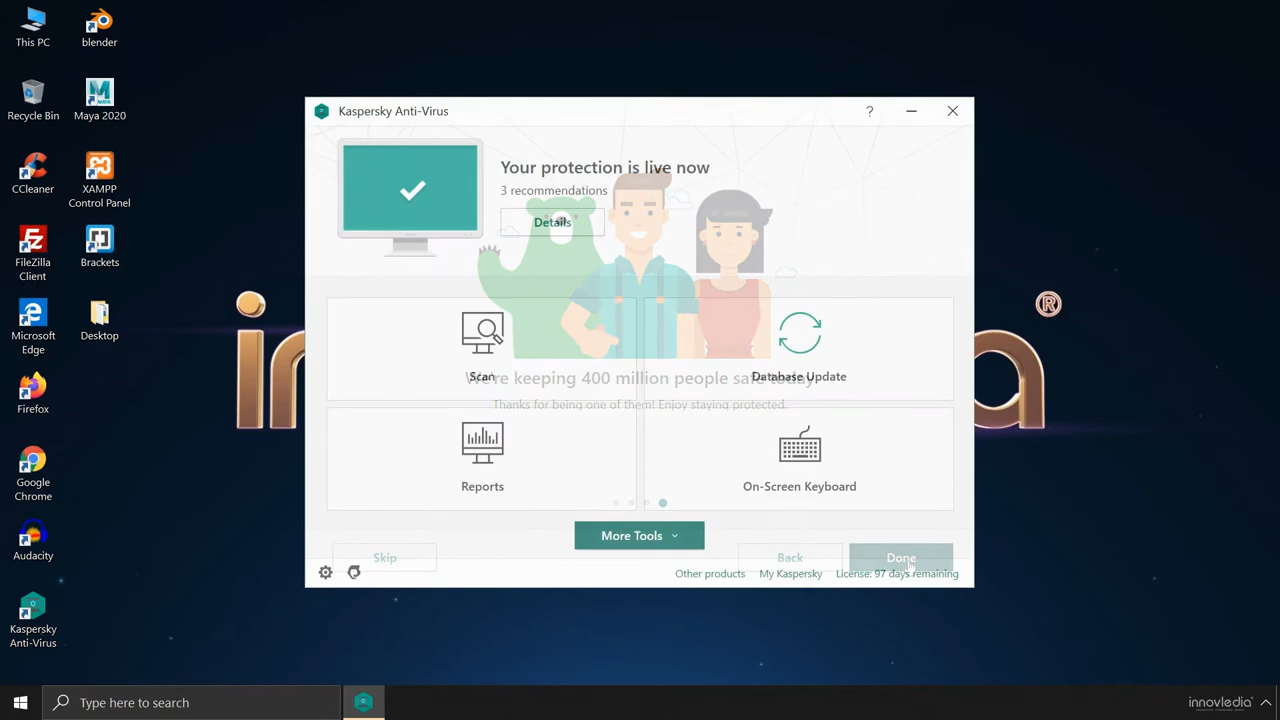 This PC
blender
Recycle Bin
Maya 2020
CCleaner
XAMPP
Control Panel
FileZilla
Client
Brackets
Microsoft
Edge
Desktop
Firefox
Google
Chrome
Audacity
Kaspersky
Anti-Virus
Kaspersky Anti-Virus
?
Your protection is live now
3 recommendations
Details
Scan
Database Update
We're keeping 400 million people safe today
Thanks for being one of them! Enjoy staying protected.
Reports
On-Screen Keyboard
More Tools
Skip
Back
Done
Other products
My Kaspersky
License: 97 days remaining
in
a
®
Type here to search
innovledia